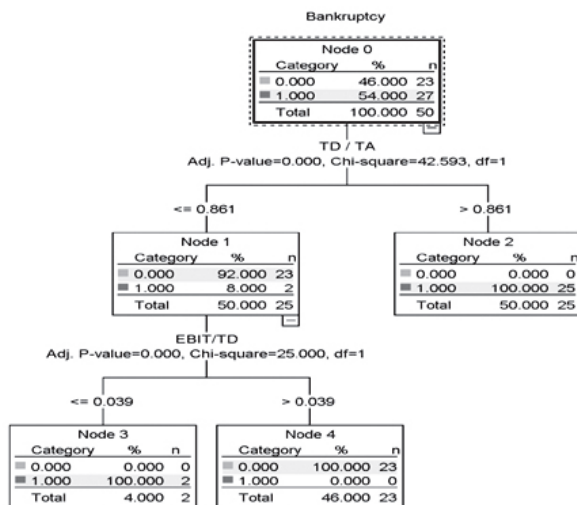 Bankruptcy
Node 0
Category % n
0.000 46.000 23
1.000 54.000 27
Total 100.000 50
TD / TA
Adj. P-value=0.000, Chi-square=42.593, df=1
<= 0.861
> 0.861
Node 1
Category % n
0.000 92.000 23
1.000 8.000 2
Total 50.000 25
Node 2
Category % n
0.000 0.000 0
1.000 100.000 25
Total 50.000 25
EBIT/TD
Adj. P-value=0.000, Chi-square=25.000, df=1
<= 0.039
> 0.039
Node 3
Category % n
0.000 0.000 0
1.000 100.000 2
Total 4.000 2
Node 4
Category % n
0.000 100.000 23
1.000 0.000 0
Total 46.000 23